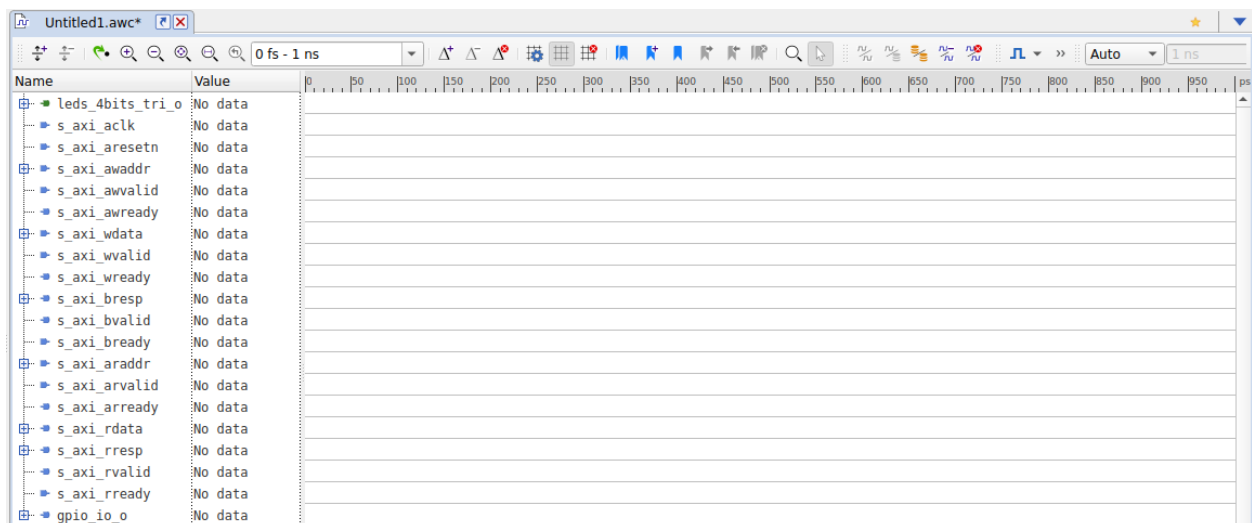 Untitled1.awc*
0 fs - 1 ns Auto 1 ns
Name Value 0 50 100 150 200 250 300 350 400 450 500 550 600 650 700 750 800 850 900 950 ps
leds_4bits_tri_o No data
s_axi_aclk No data
s_axi_aresetn No data
s_axi_awaddr No data
s_axi_awvalid No data
s_axi_awready No data
s_axi_wdata No data
s_axi_wvalid No data
s_axi_wready No data
s_axi_bresp No data
s_axi_bvalid No data
s_axi_bready No data
s_axi_araddr No data
s_axi_arvalid No data
s_axi_arready No data
s_axi_rdata No data
s_axi_rresp No data
s_axi_rvalid No data
s_axi_rready No data
gpio_io_o No data